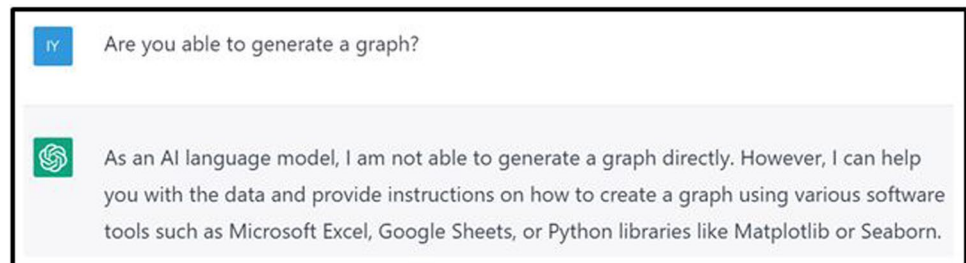 IY
Are you able to generate a graph?
As an AI language model, I am not able to generate a graph directly. However, I can help
you with the data and provide instructions on how to create a graph using various software
tools such as Microsoft Excel, Google Sheets, or Python libraries like Matplotlib or Seaborn.